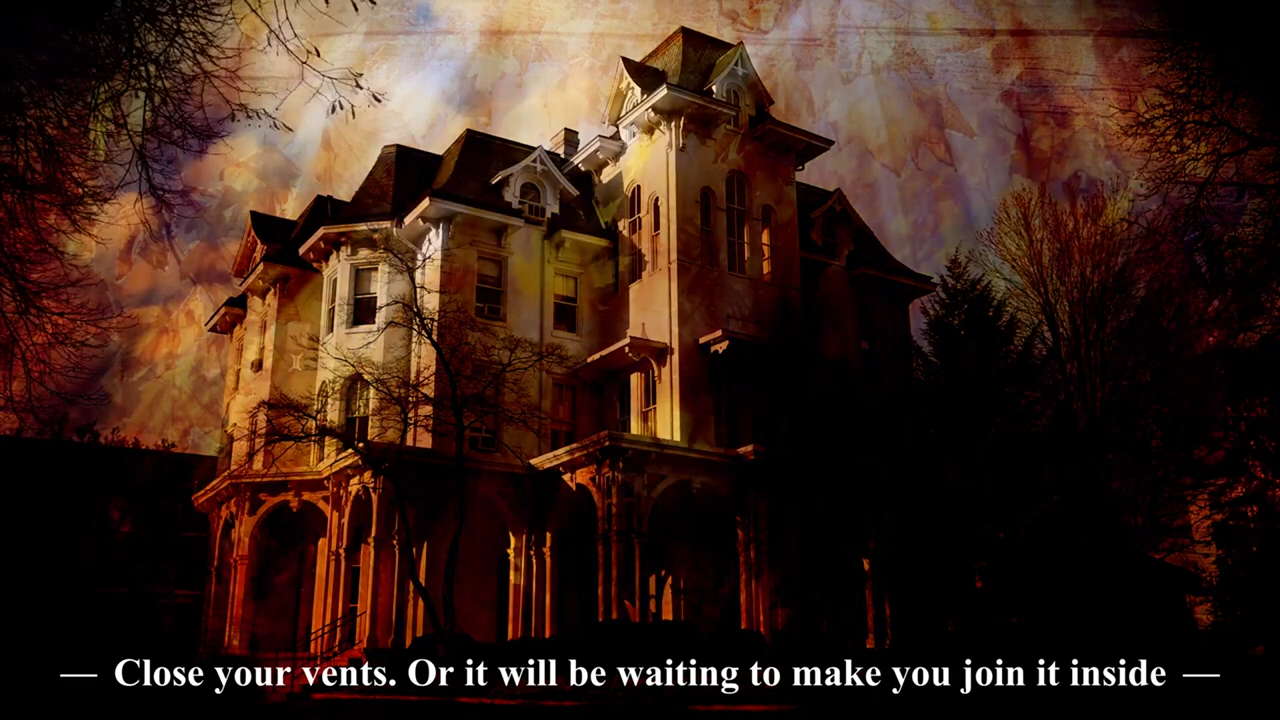 — Close your vents. Or it will be waiting to make you join it inside —